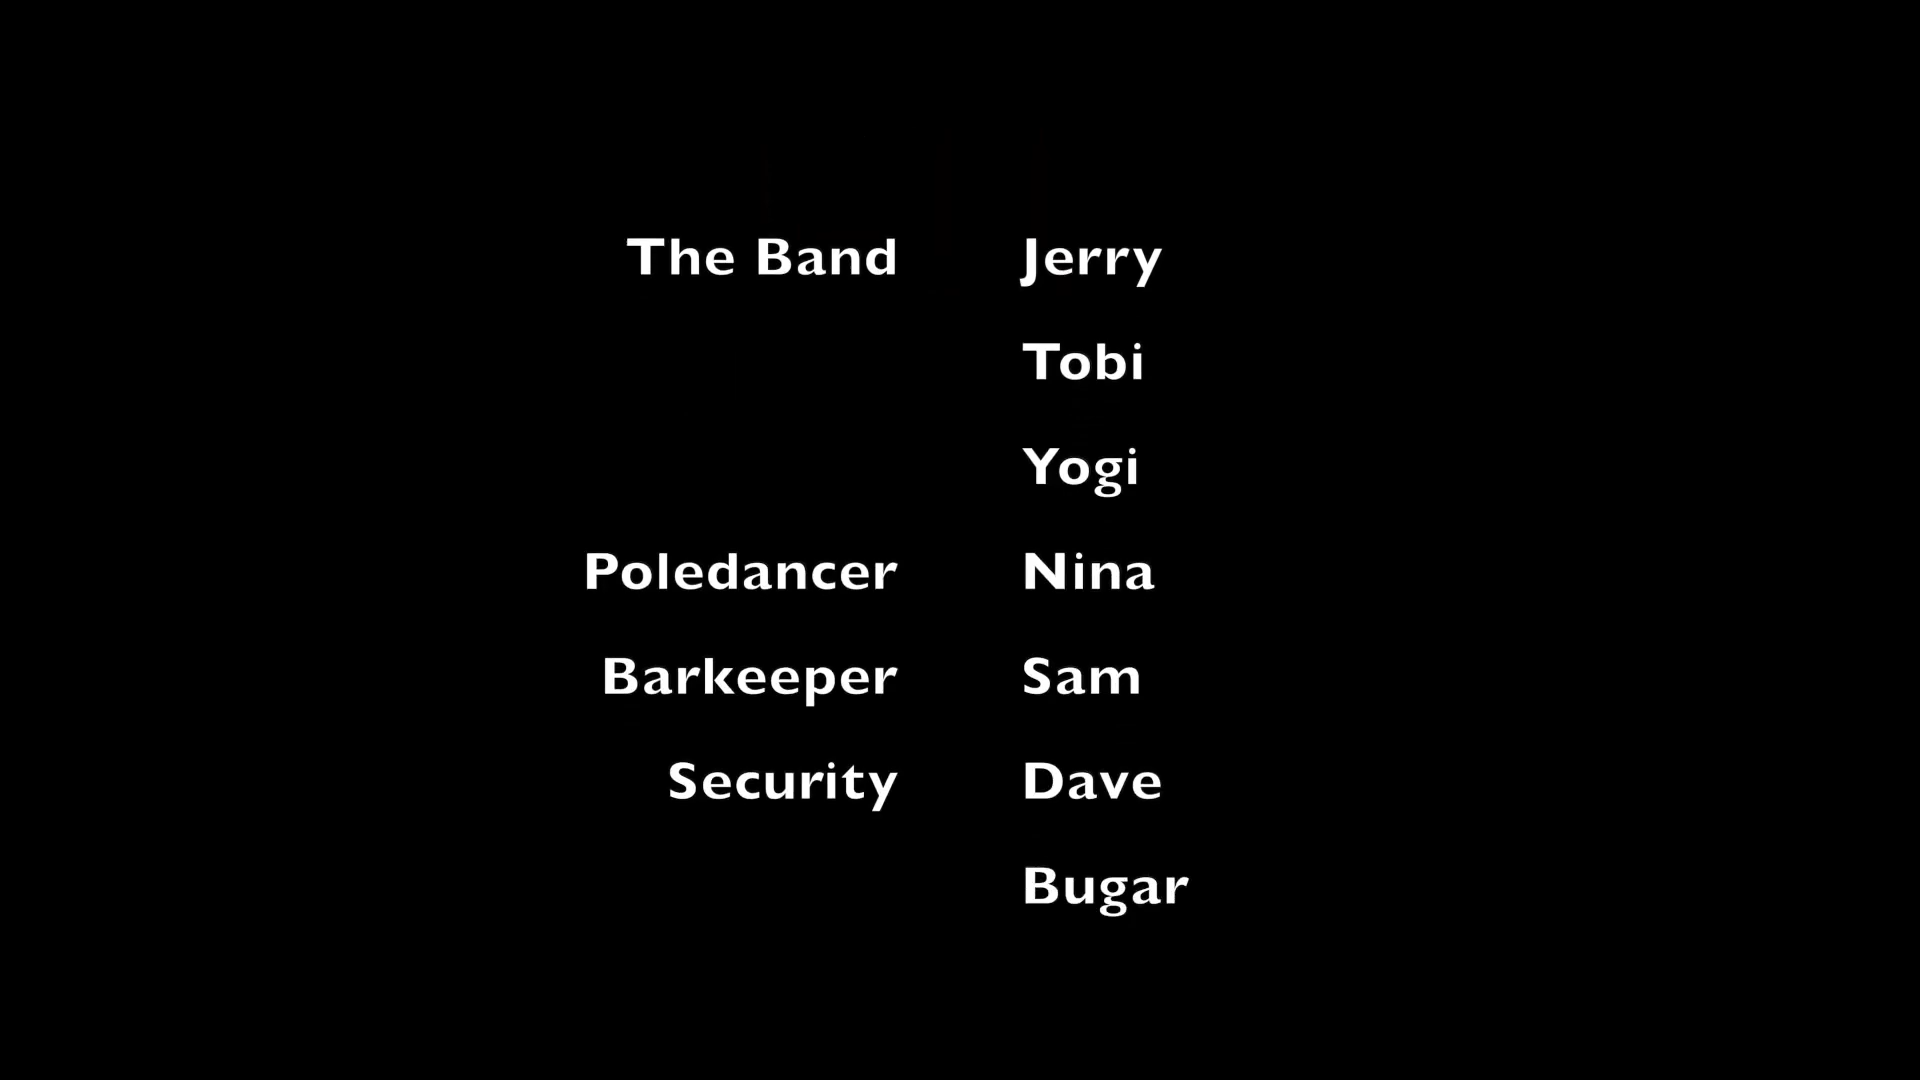 The Band Jerry
Tobi
Yogi
Poledancer Nina
Barkeeper Sam
Security Dave
Bugar